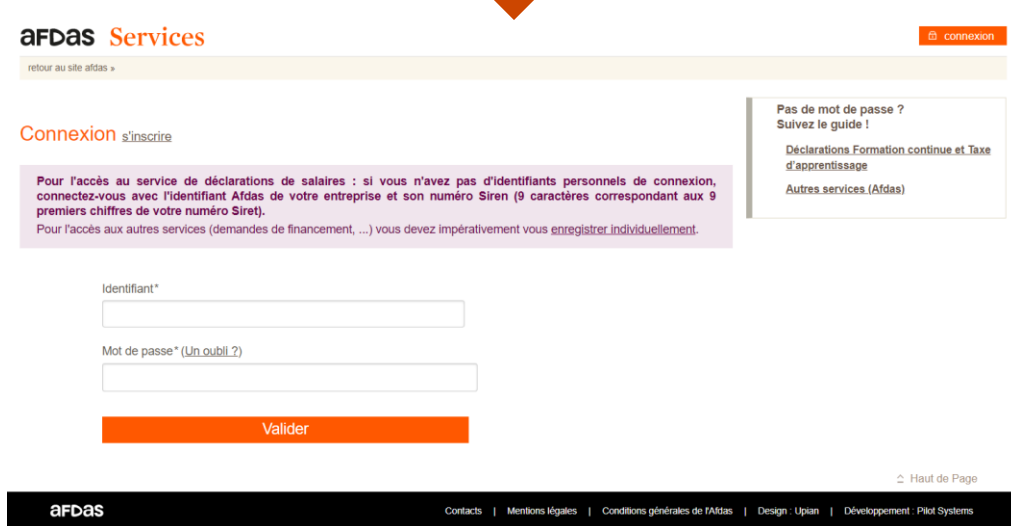 afdas Services
connexion
retour au site afdas »
Connexion s'inscrire
Pour l'accès au service de déclarations de salaires : si vous n'avez pas d'identifiants personnels de connexion,
connectez-vous avec l'identifiant Afdas de votre entreprise et son numéro Siren (9 caractères correspondant aux 9
premiers chiffres de votre numéro Siret).
Pour l'accès aux autres services (demandes de financement, ...) vous devez impérativement vous enregistrer individuellement.
Pas de mot de passe ?
Suivez le guide !
Déclarations Formation continue et Taxe
d'apprentissage
Autres services (Afdas)
Identifiant*
Mot de passe* (Un oubli ?)
Valider
Haut de Page
afdas
Contacts | Mentions légales | Conditions générales de l'Afdas | Design : Upian | Développement : Pilot Systems